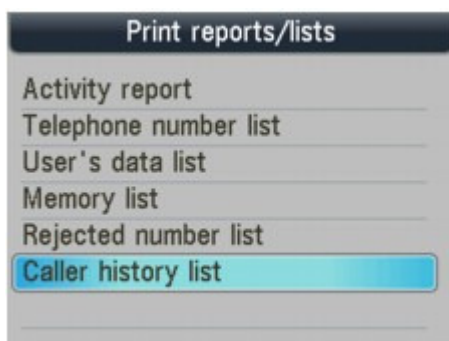 Print reports/lists
Activity report
Telephone number list
User's data list
Memory list
Rejected number list
Caller history list